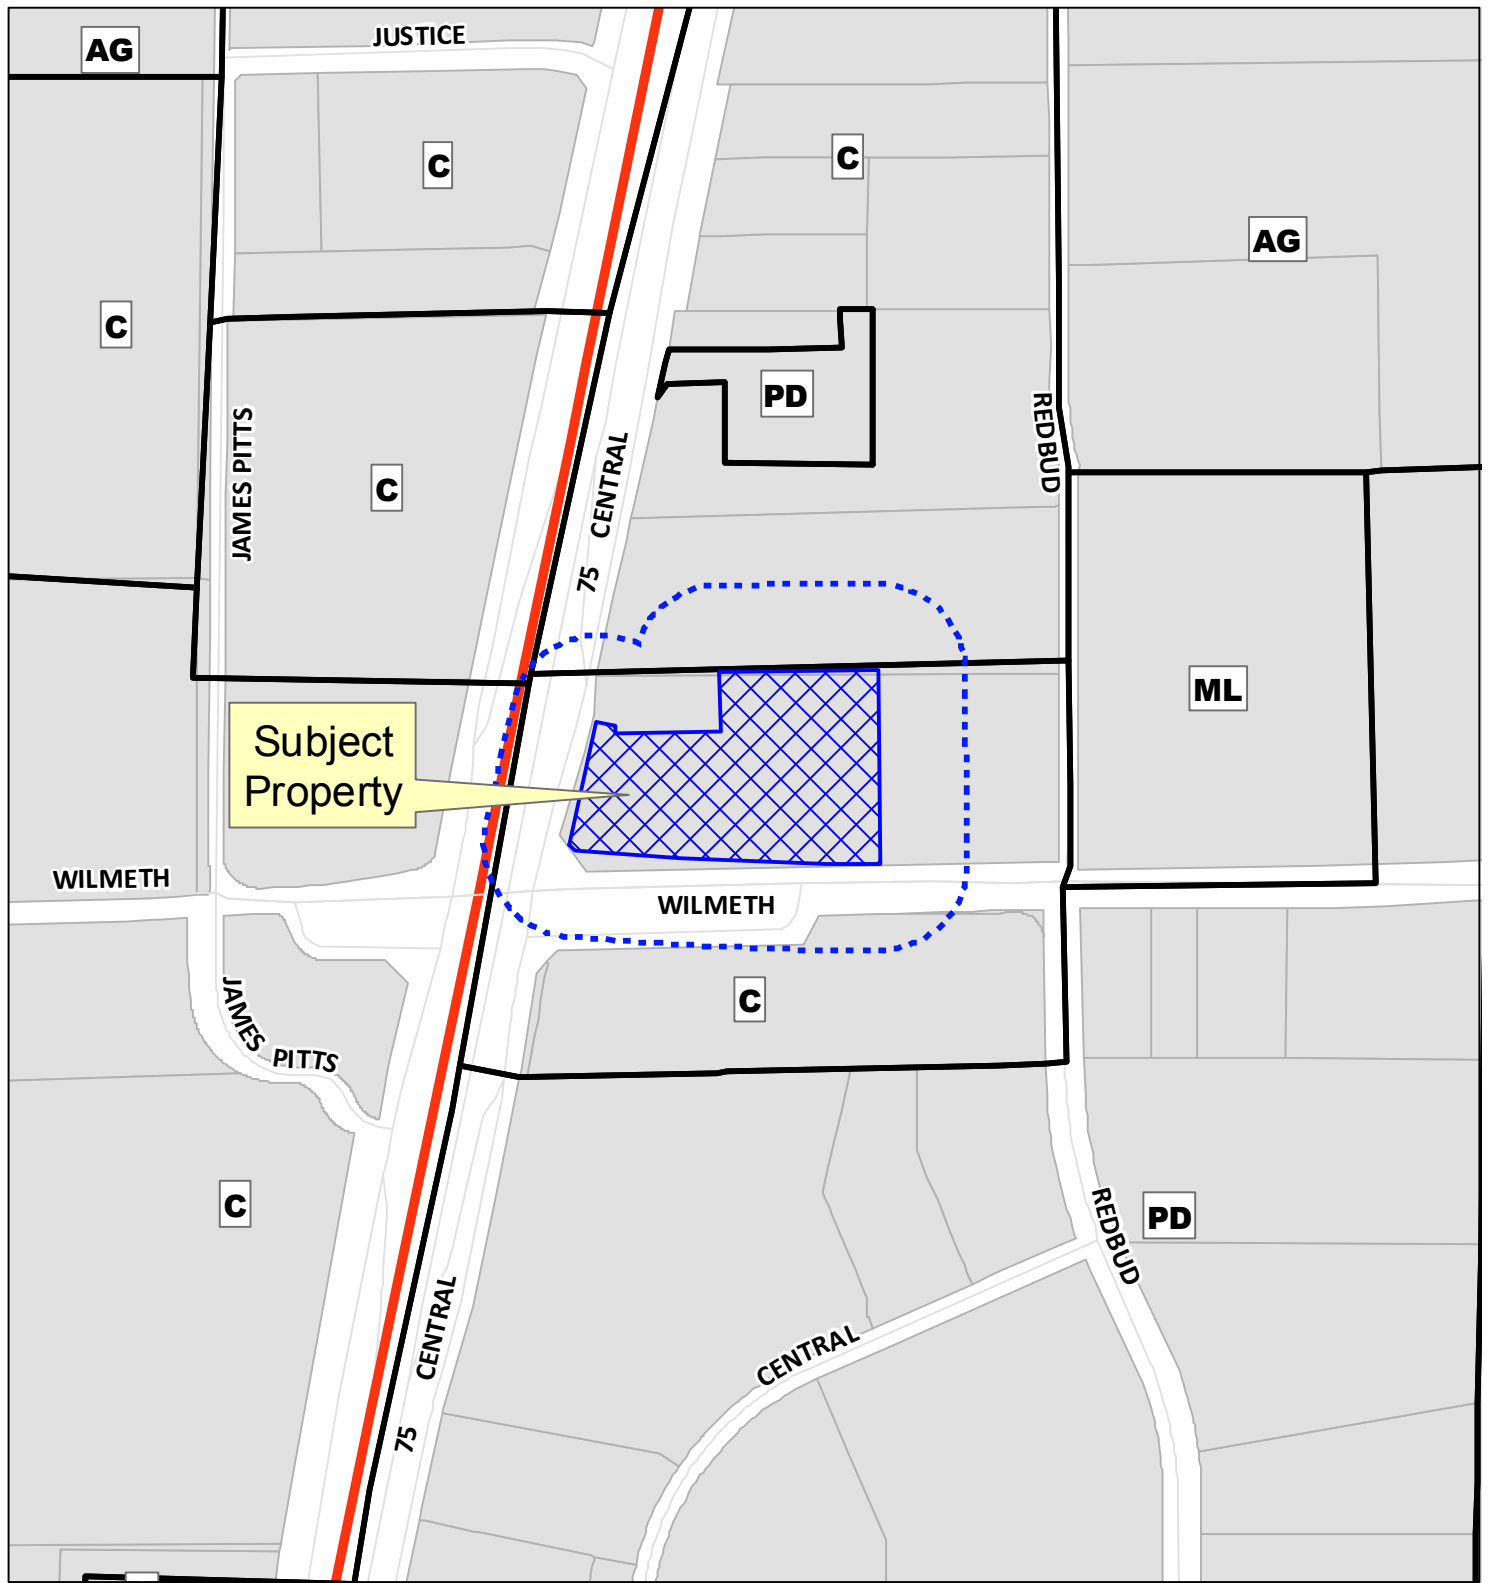 AG
JUSTICE
C
C
AG
C
PD
JAMES PITTS
C
75 CENTRAL
REDBUD
ML
Subject
Property
WILMETH
WILMETH
C
JAMES PITTS
C
PD
REDBUD
75 CENTRAL
CENTRAL